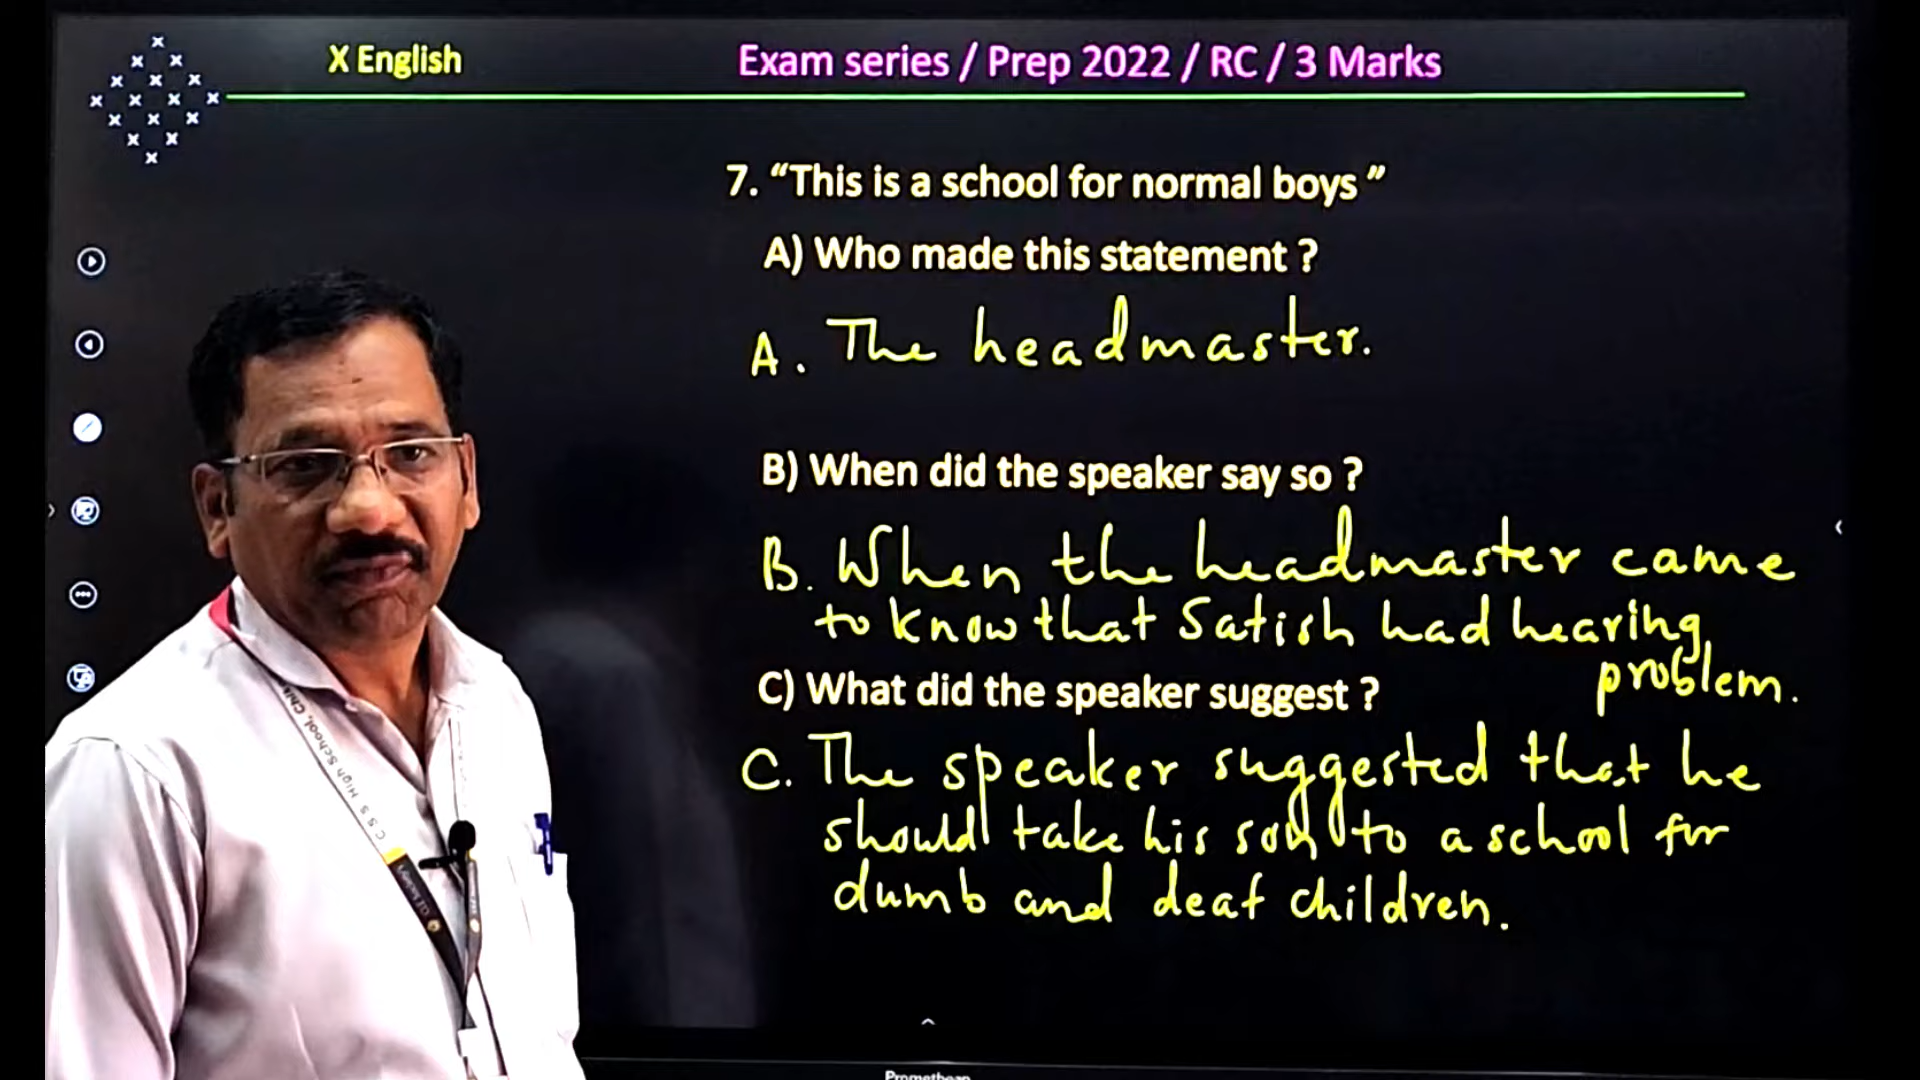 X English
Exam series / Prep 2022 / RC / 3 Marks
7. “This is a school for normal boys ”
A) Who made this statement ?
A. The headmaster.
B) When did the speaker say so ?
B. When the headmaster came
to know that Satish had hearing
problem.
C) What did the speaker suggest ?
C. The speaker suggested that he
should take his son to a school for
dumb and deaf children.
C S S High School,
Promethean